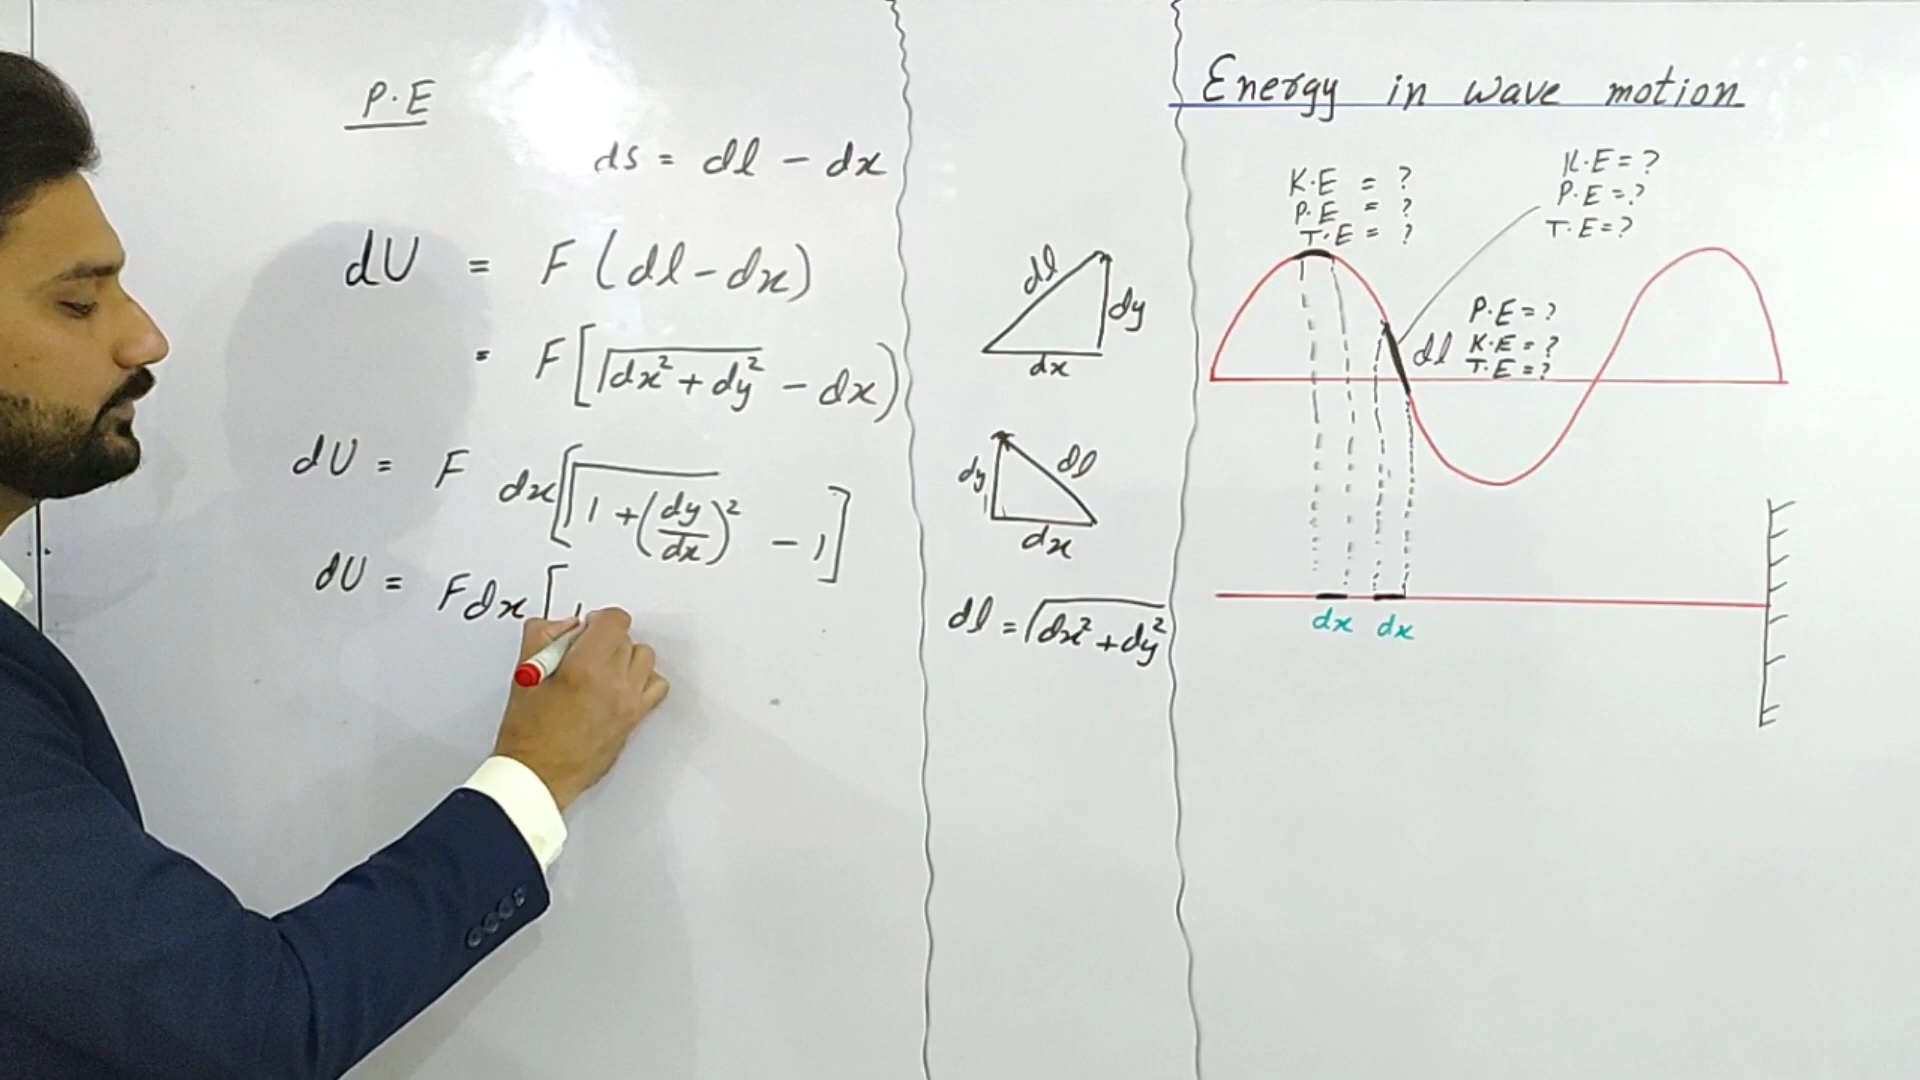 P.E
ds = dl - dx
dU = F (dl - dx)
= F [√dx² + dy² - dx)
dU = F dx [√1 + (dy/dx)² - 1]
dU = Fdx [1
dl
dy
dx
dy
dl
dx
dl = √dx² + dy²
Energy in wave motion
K.E = ?
P.E = ?
T.E = ?
K.E = ?
P.E = ?
T.E = ?
P.E = ?
dl K.E = ?
T.E = ?
dx dx